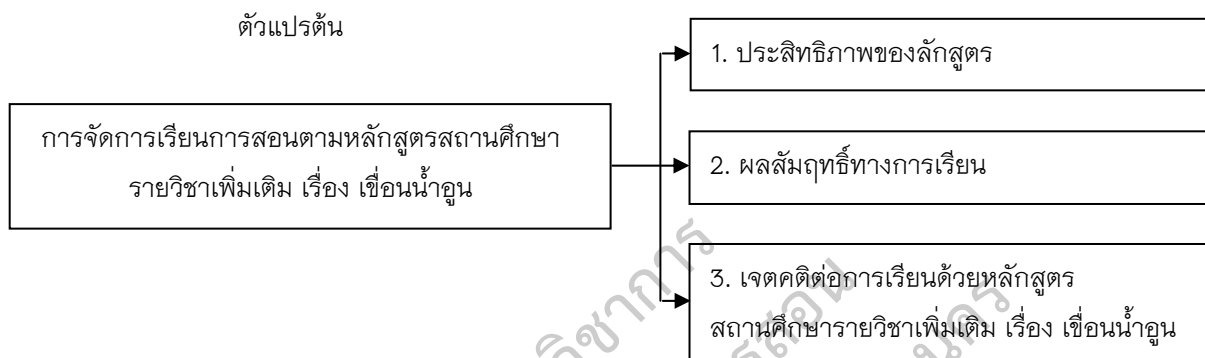 ตัวแปรต้น
1. ประสิทธิภาพของลักสูตร
การจัดการเรียนการสอนตามหลักสูตรสถานศึกษา
รายวิชาเพิ่มเติม เรื่อง เขื่อนน้ำอูน
2. ผลสัมฤทธิ์ทางการเรียน
3. เจตคติต่อการเรียนด้วยหลักสูตร
สถานศึกษารายวิชาเพิ่มเติม เรื่อง เขื่อนน้ำอูน